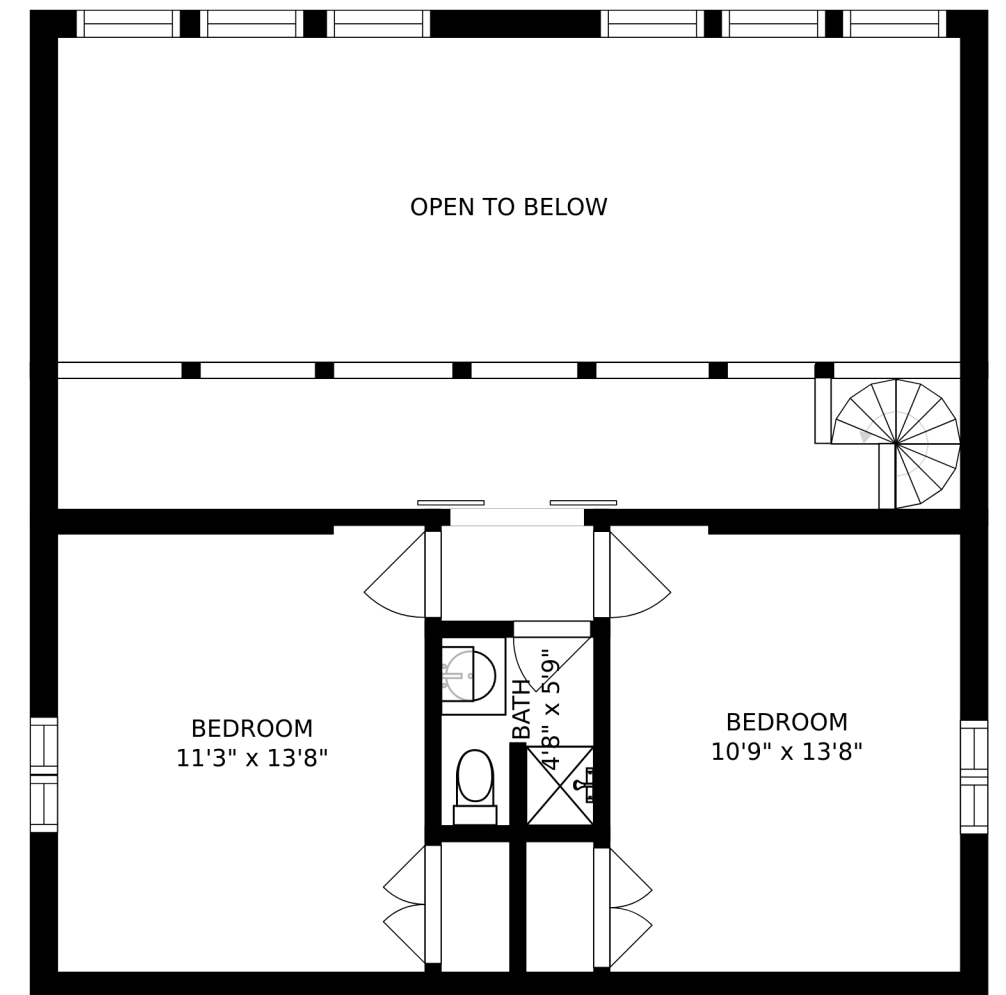 OPEN TO BELOW
BEDROOM
11'3" x 13'8"
BATH
4'8" x 5'9"
BEDROOM
10'9" x 13'8"